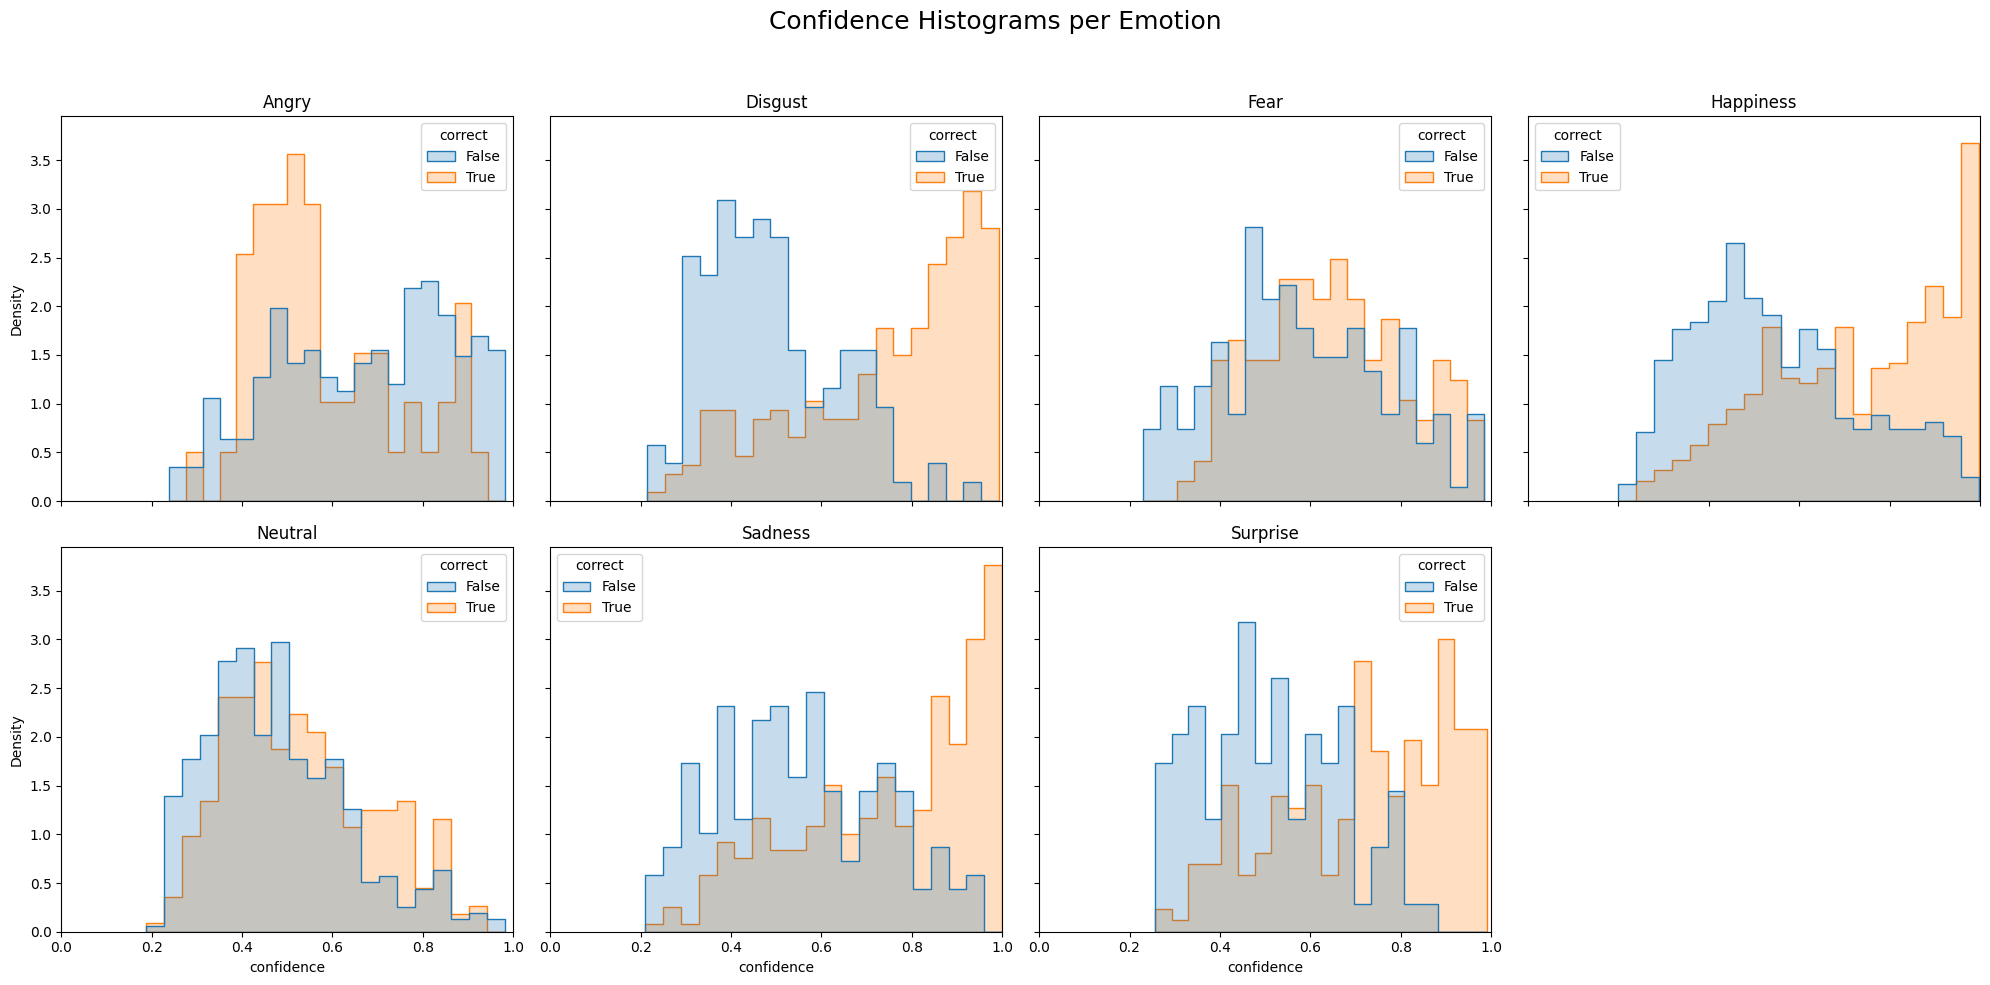 Confidence Histograms per Emotion
Angry
Disgust
Fear
Happiness
correct
False
True
correct
False
True
correct
False
True
correct
False
True
Density
3.5
3.0
2.5
2.0
1.5
1.0
0.5
0.0
Neutral
Sadness
Surprise
correct
False
True
correct
False
True
correct
False
True
Density
3.5
3.0
2.5
2.0
1.5
1.0
0.5
0.0
0.0 0.2 0.4 0.6 0.8 1.0
0.2 0.4 0.6 0.8 1.0
0.0 0.2 0.4 0.6 0.8 1.0
confidence
confidence
confidence